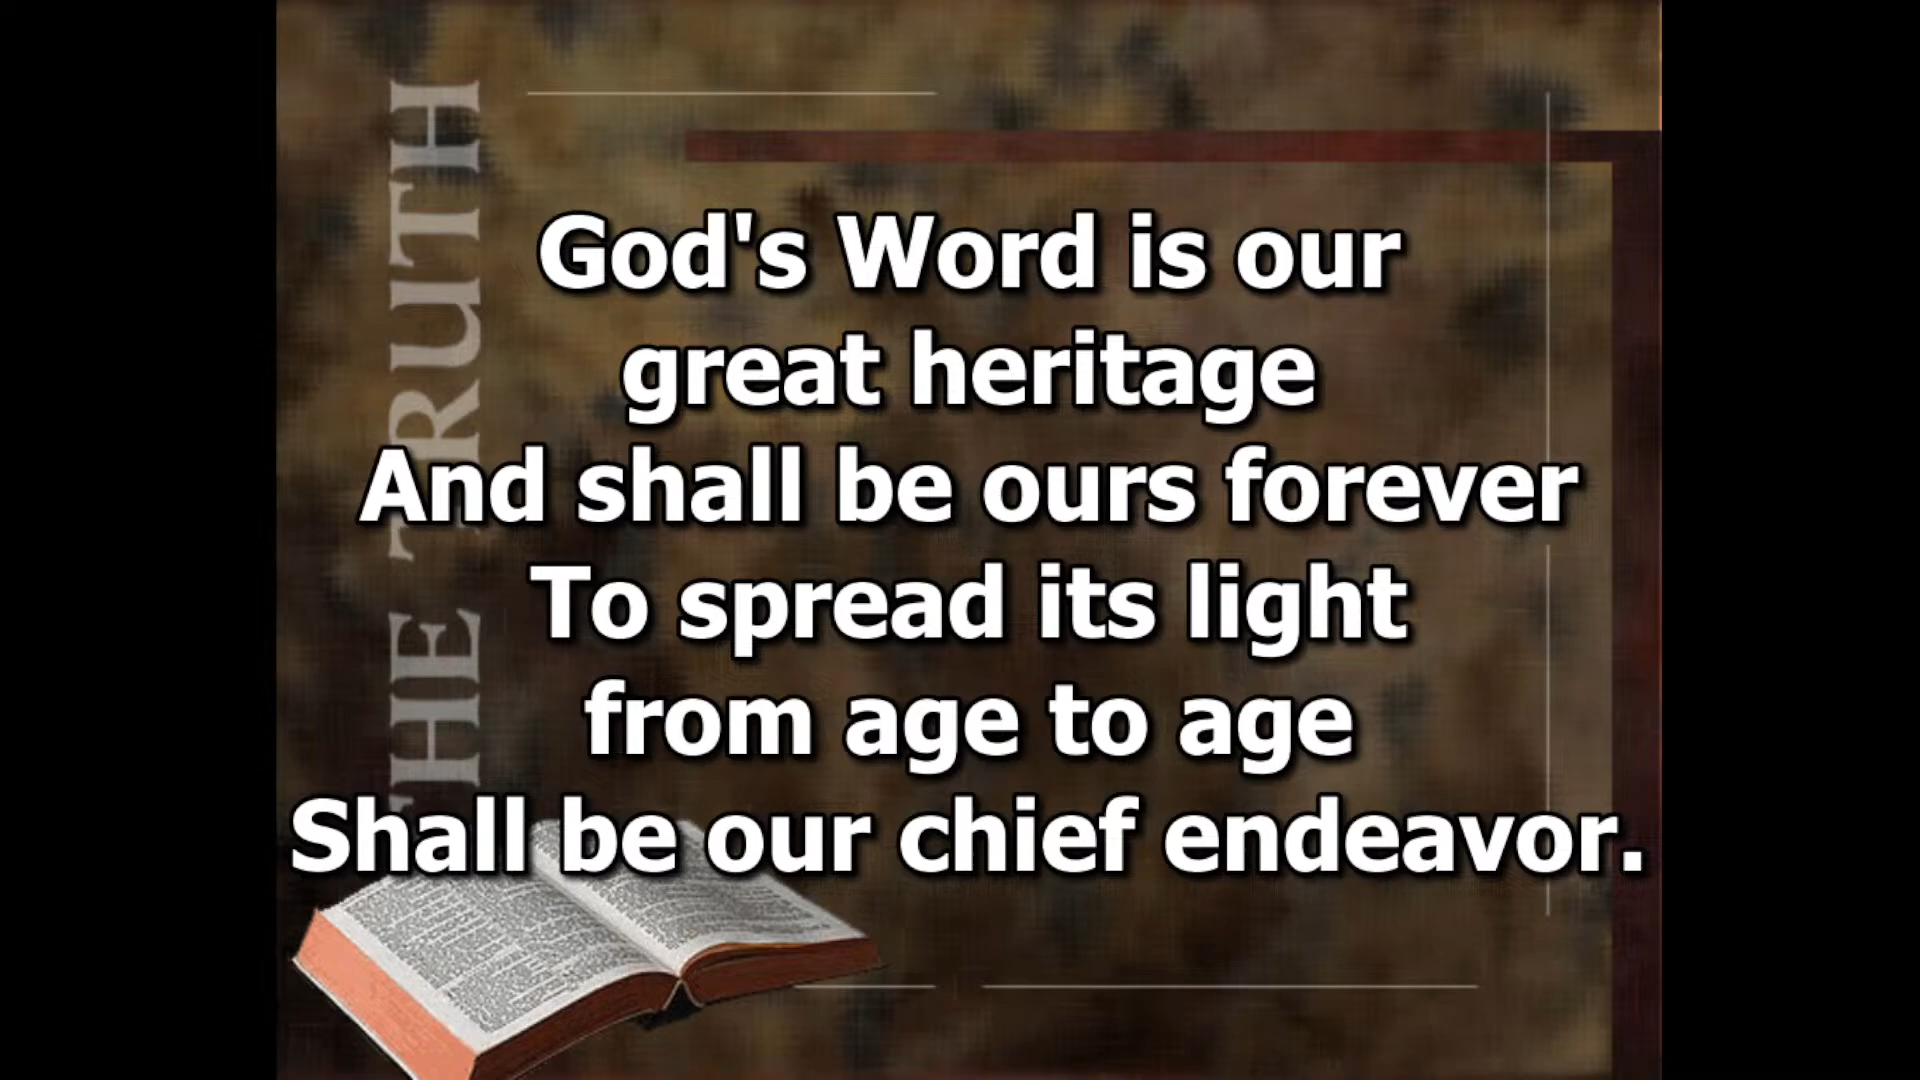 THE TRUTH
God's Word is our
great heritage
And shall be ours forever
To spread its light
from age to age
Shall be our chief endeavor.